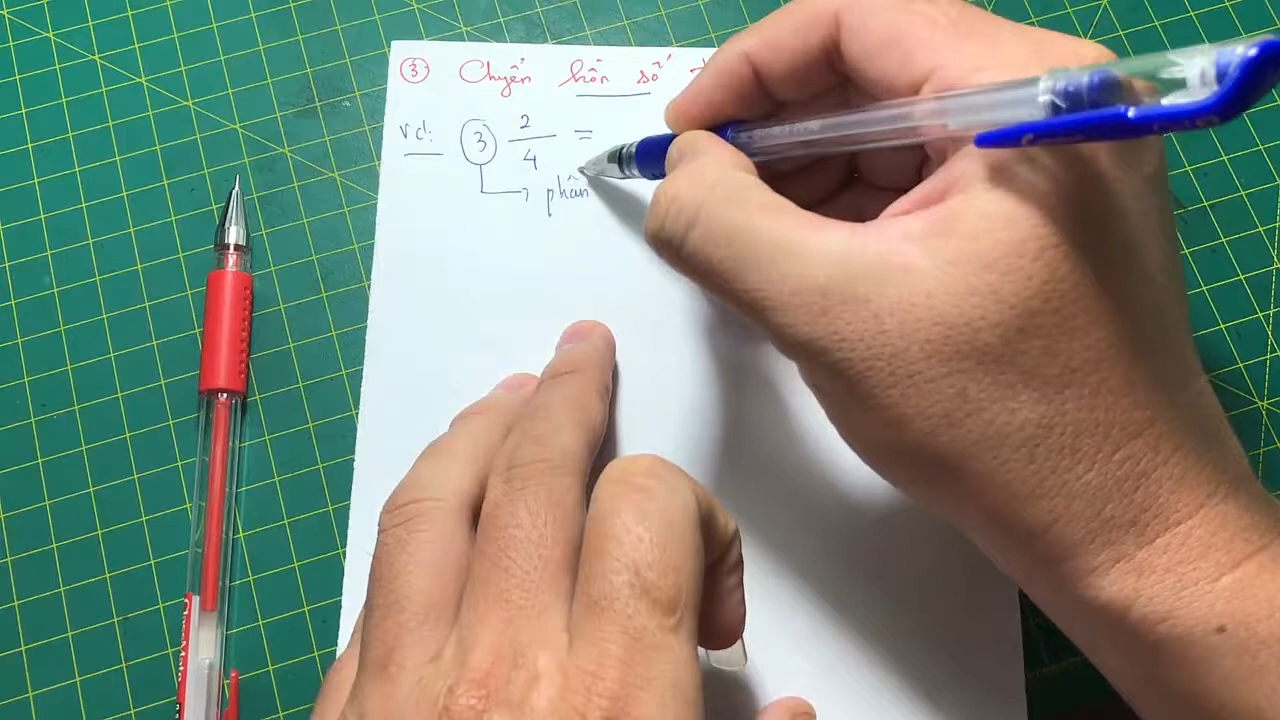 ③ Chuyển hỗn số
vd: 3 2/4 =
phần